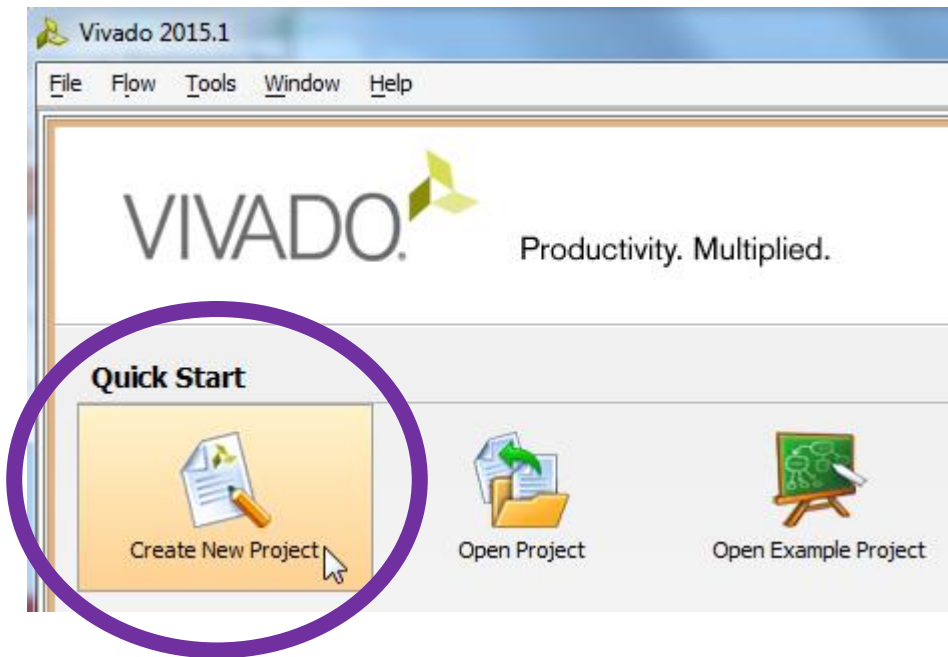 Vivado 2015.1
File Flow Tools Window Help
VIVADO.
Productivity. Multiplied.
Quick Start
Create New Project
Open Project
Open Example Project